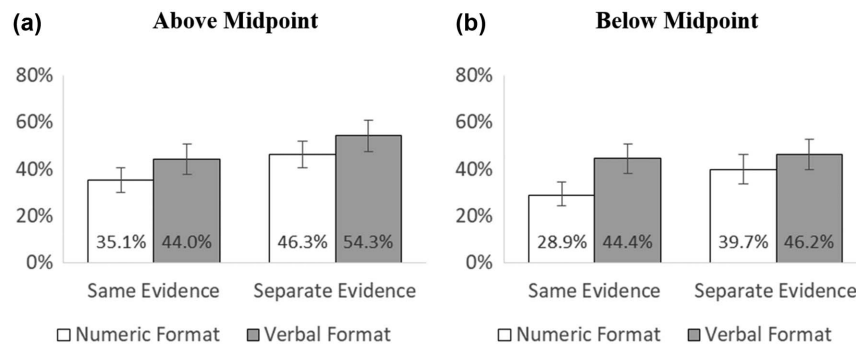 (a) Above Midpoint
80%
60%
40%
20%
0%
35.1% 44.0% 46.3% 54.3%
Same Evidence Separate Evidence
Numeric Format Verbal Format
(b) Below Midpoint
80%
60%
40%
20%
0%
28.9% 44.4% 39.7% 46.2%
Same Evidence Separate Evidence
Numeric Format Verbal Format